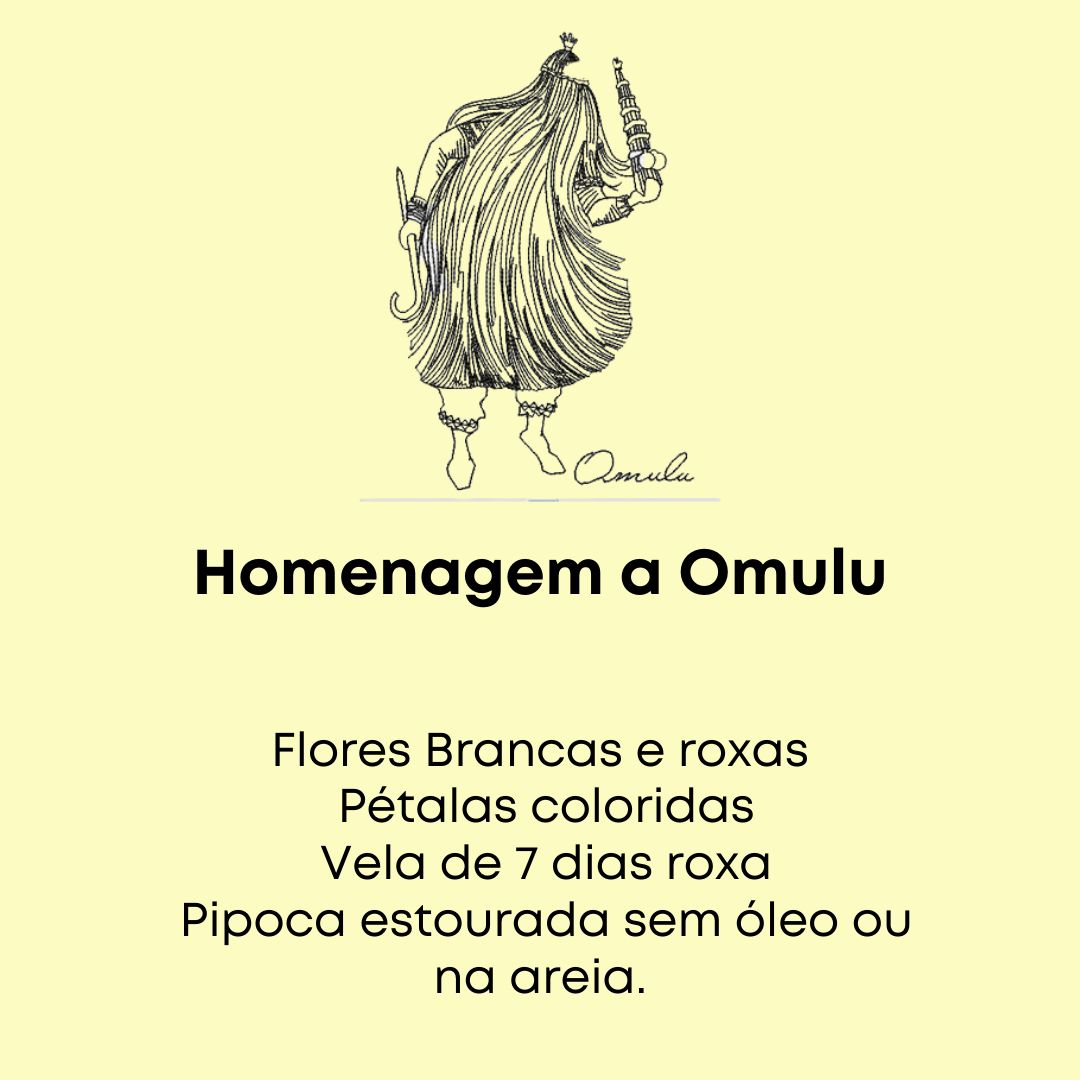 Omulu
Homenagem a Omulu
Flores Brancas e roxas
Pétalas coloridas
Vela de 7 dias roxa
Pipoca estourada sem óleo ou
na areia.